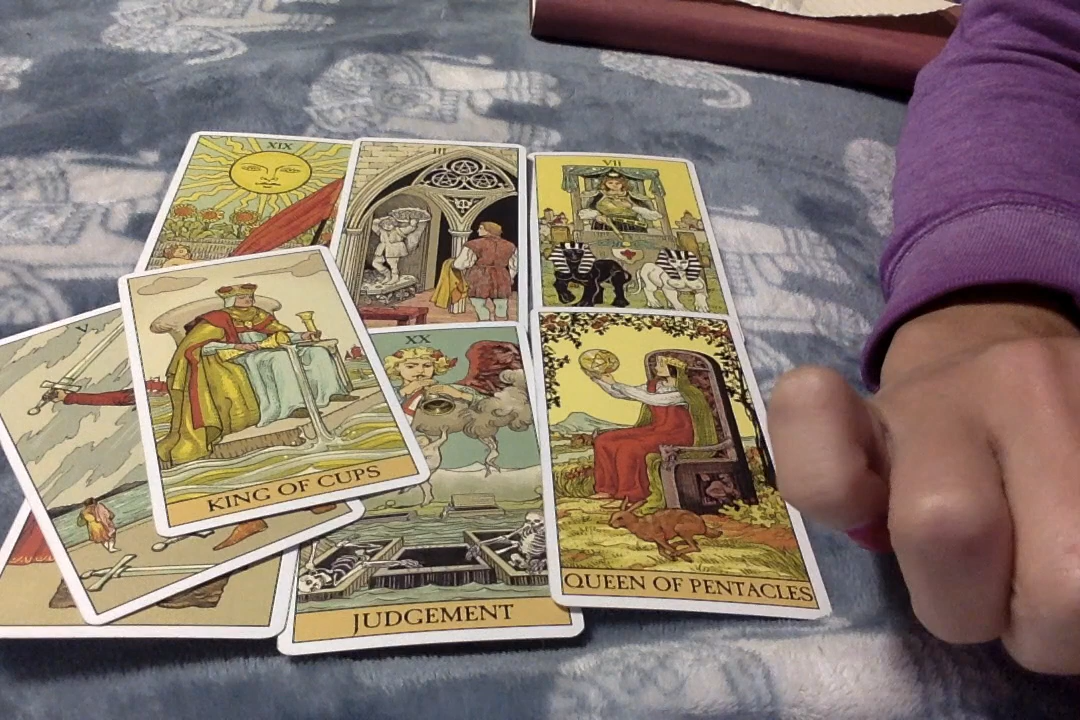 XIX
III
VII
V
KING OF CUPS
XX
JUDGEMENT
QUEEN OF PENTACLES